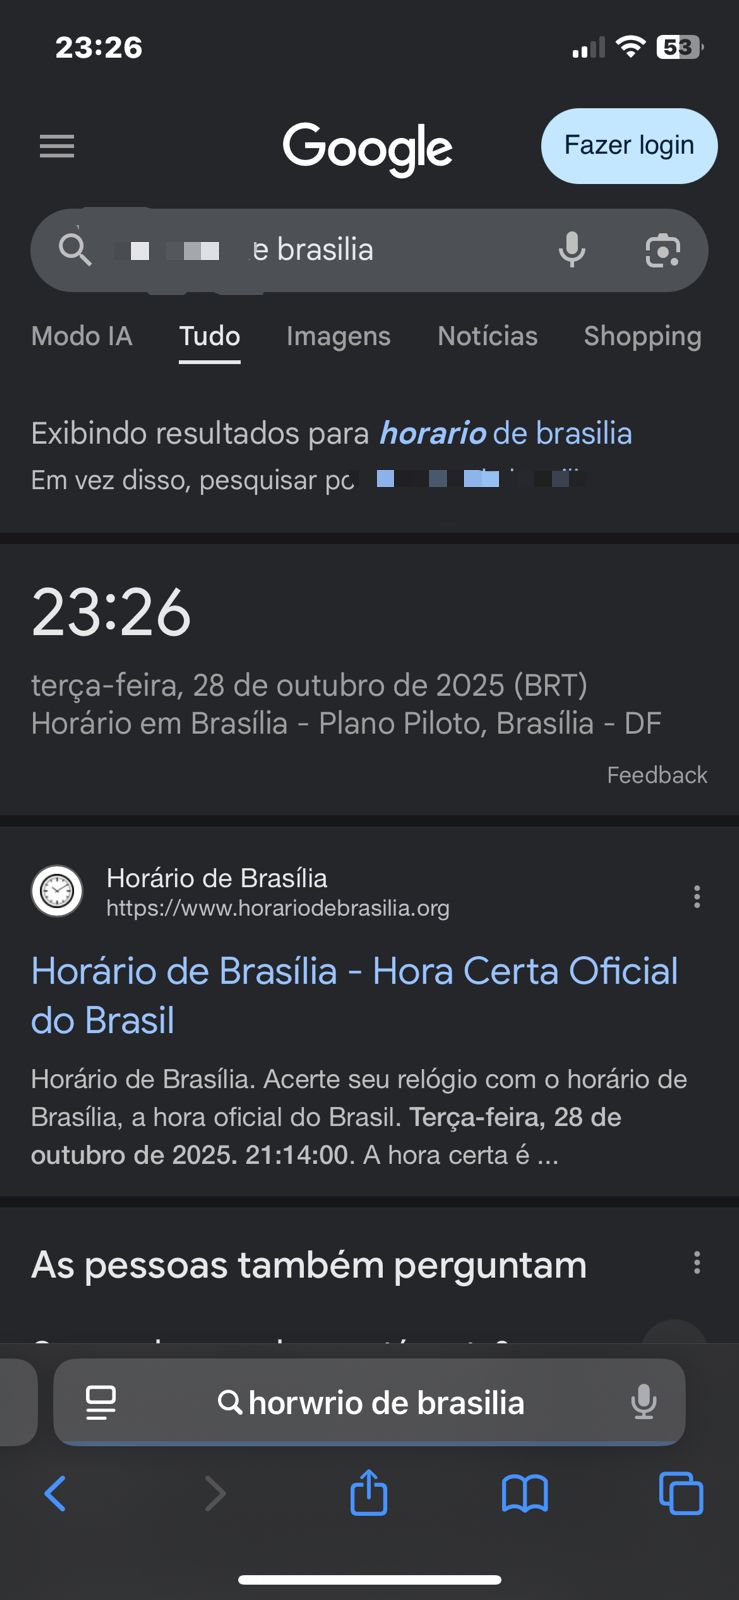 23:26
53
Google
Fazer login
e brasilia
Modo IA
Tudo
Imagens
Notícias
Shopping
Exibindo resultados para horario de brasilia
Em vez disso, pesquisar
23:26
terça-feira, 28 de outubro de 2025 (BRT)
Horário em Brasília - Plano Piloto, Brasília - DF
Feedback
Horário de Brasília
https://www.horariodebrasilia.org
Horário de Brasília - Hora Certa Oficial
do Brasil
Horário de Brasília. Acerte seu relógio com o horário de
Brasília, a hora oficial do Brasil. Terça-feira, 28 de
outubro de 2025. 21:14:00. A hora certa é ...
As pessoas também perguntam
horwrio de brasilia